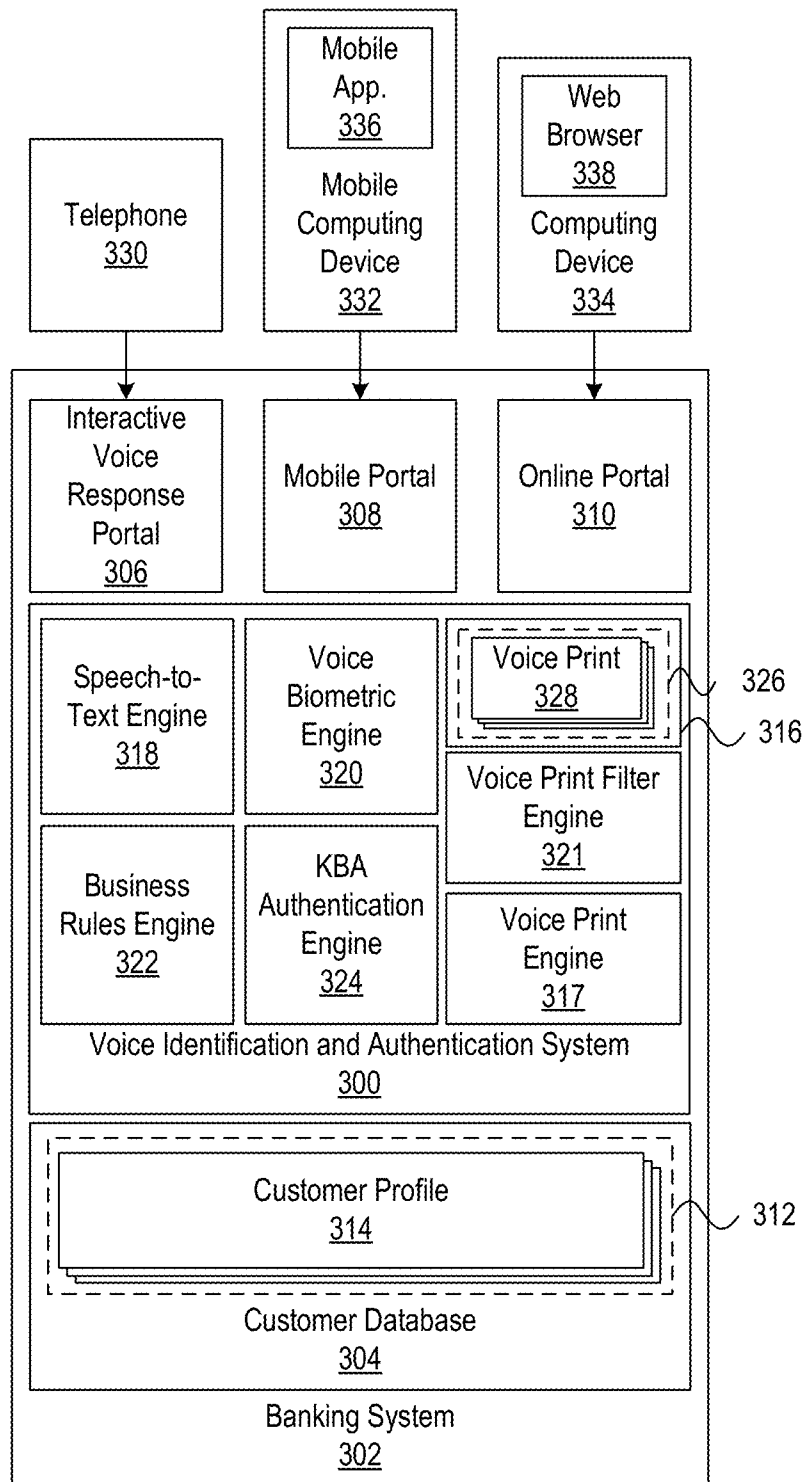 Mobile
App.
336
Mobile
Computing
Device
332
Web
Browser
338
Computing
Device
334
Telephone
330
Interactive
Voice
Response
Portal
306
Mobile Portal
308
Online Portal
310
Speech-to-
Text Engine
318
Voice
Biometric
Engine
320
Voice Print
328
326
316
Voice Print Filter
Engine
321
Business
Rules Engine
322
KBA
Authentication
Engine
324
Voice Print
Engine
317
Voice Identification and Authentication System
300
Customer Profile
314
312
Customer Database
304
Banking System
302